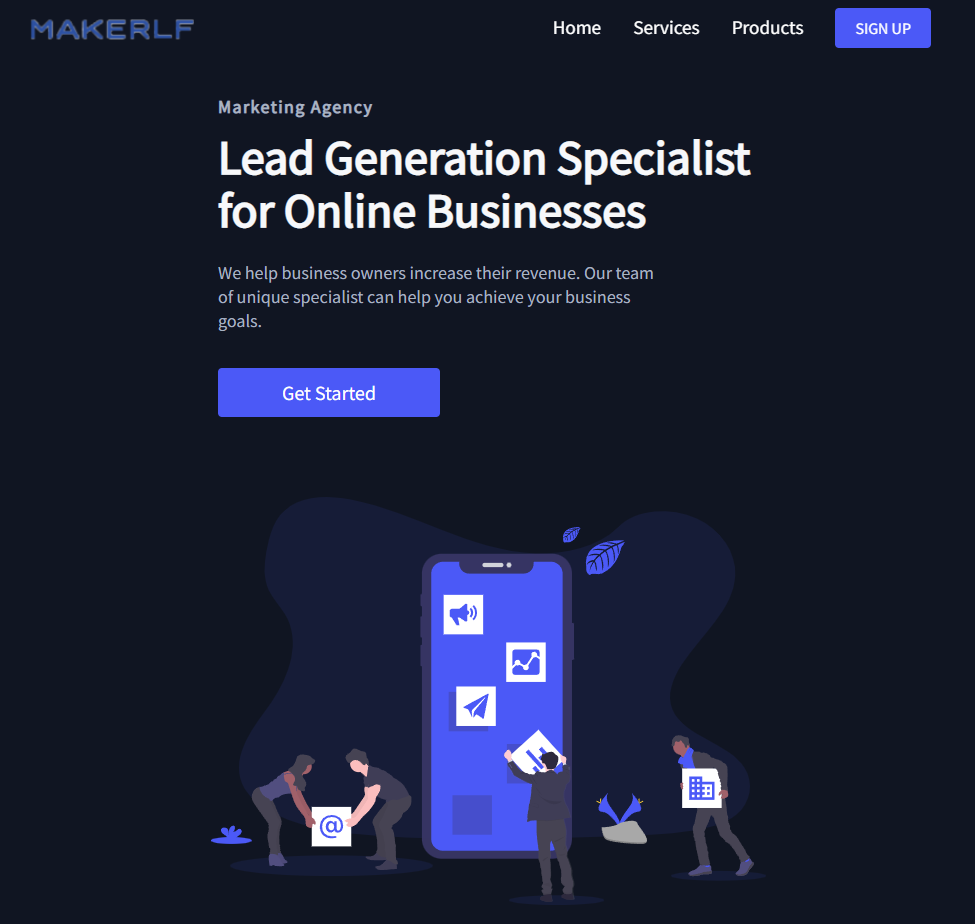 MAKERLF
Home Services Products SIGN UP
Marketing Agency
Lead Generation Specialist
for Online Businesses
We help business owners increase their revenue. Our team
of unique specialist can help you achieve your business
goals.
Get Started
@